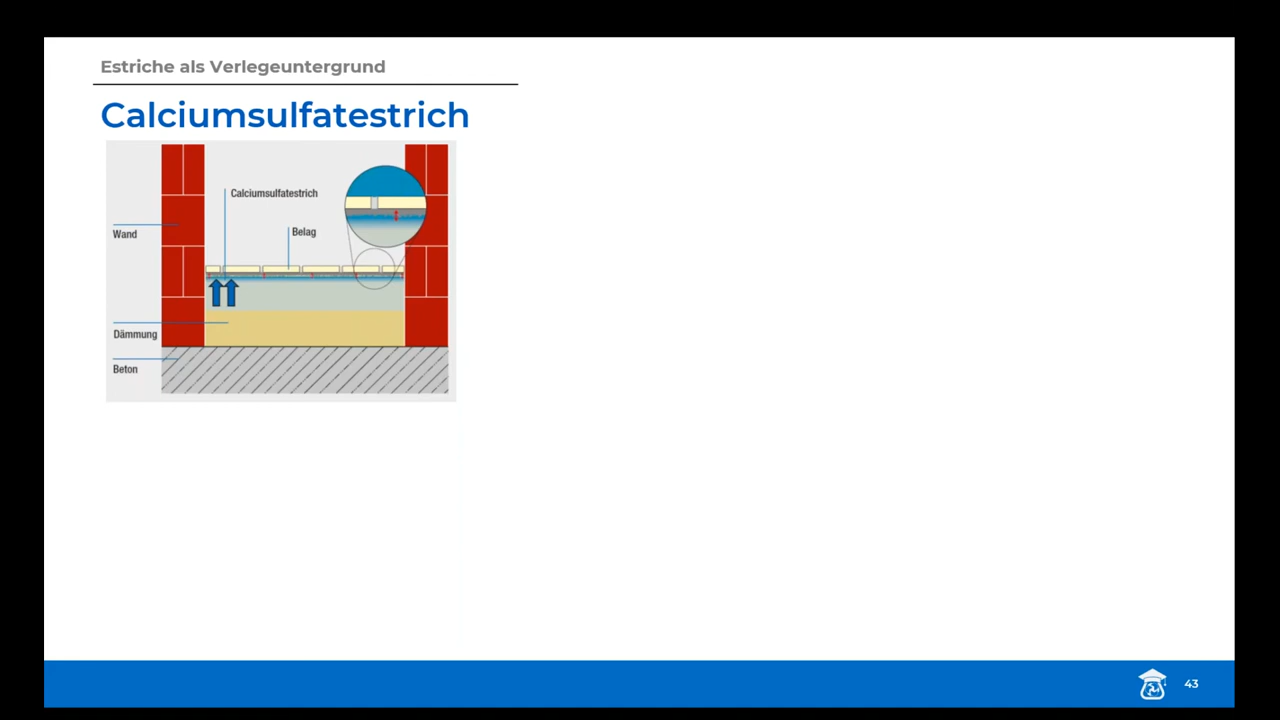 Estriche als Verlegeuntergrund
Calciumsulfatestrich
Calciumsulfatestrich
Belag
Wand
Dämmung
Beton
43